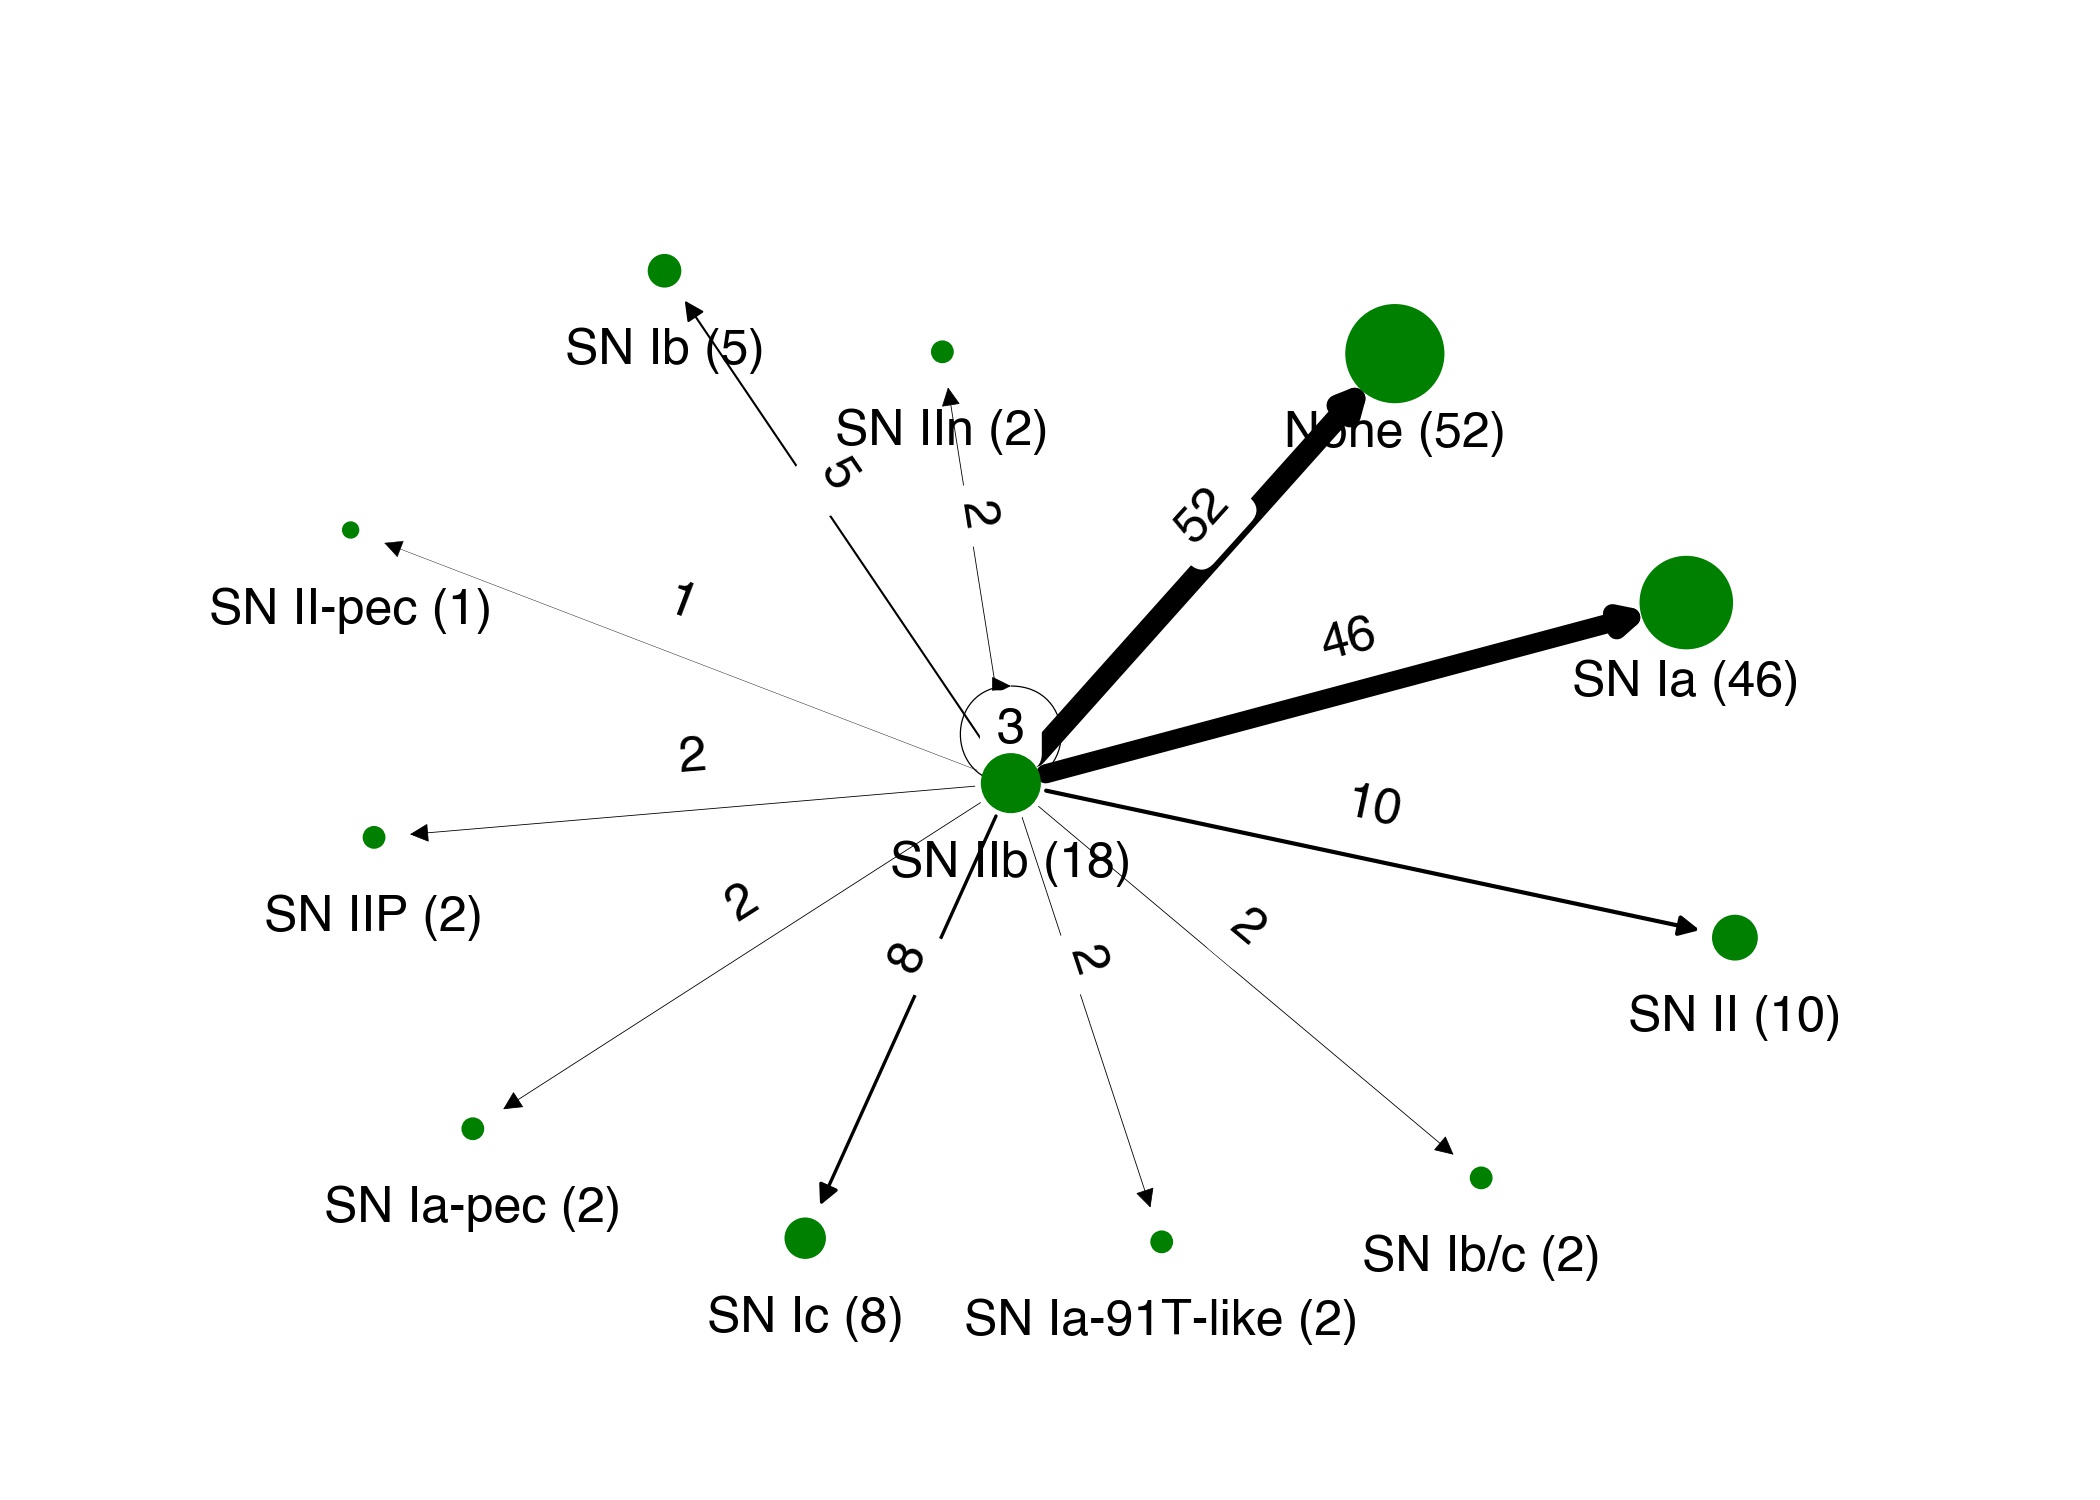 SN Ib (5)
SN IIn (2)
None (52)
5
2
52
SN II-pec (1)
1
46
SN Ia (46)
3
2
10
SN IIb (18)
SN IIP (2)
2
8
2
2
SN II (10)
SN Ia-pec (2)
SN Ib/c (2)
SN Ic (8)
SN Ia-91T-like (2)